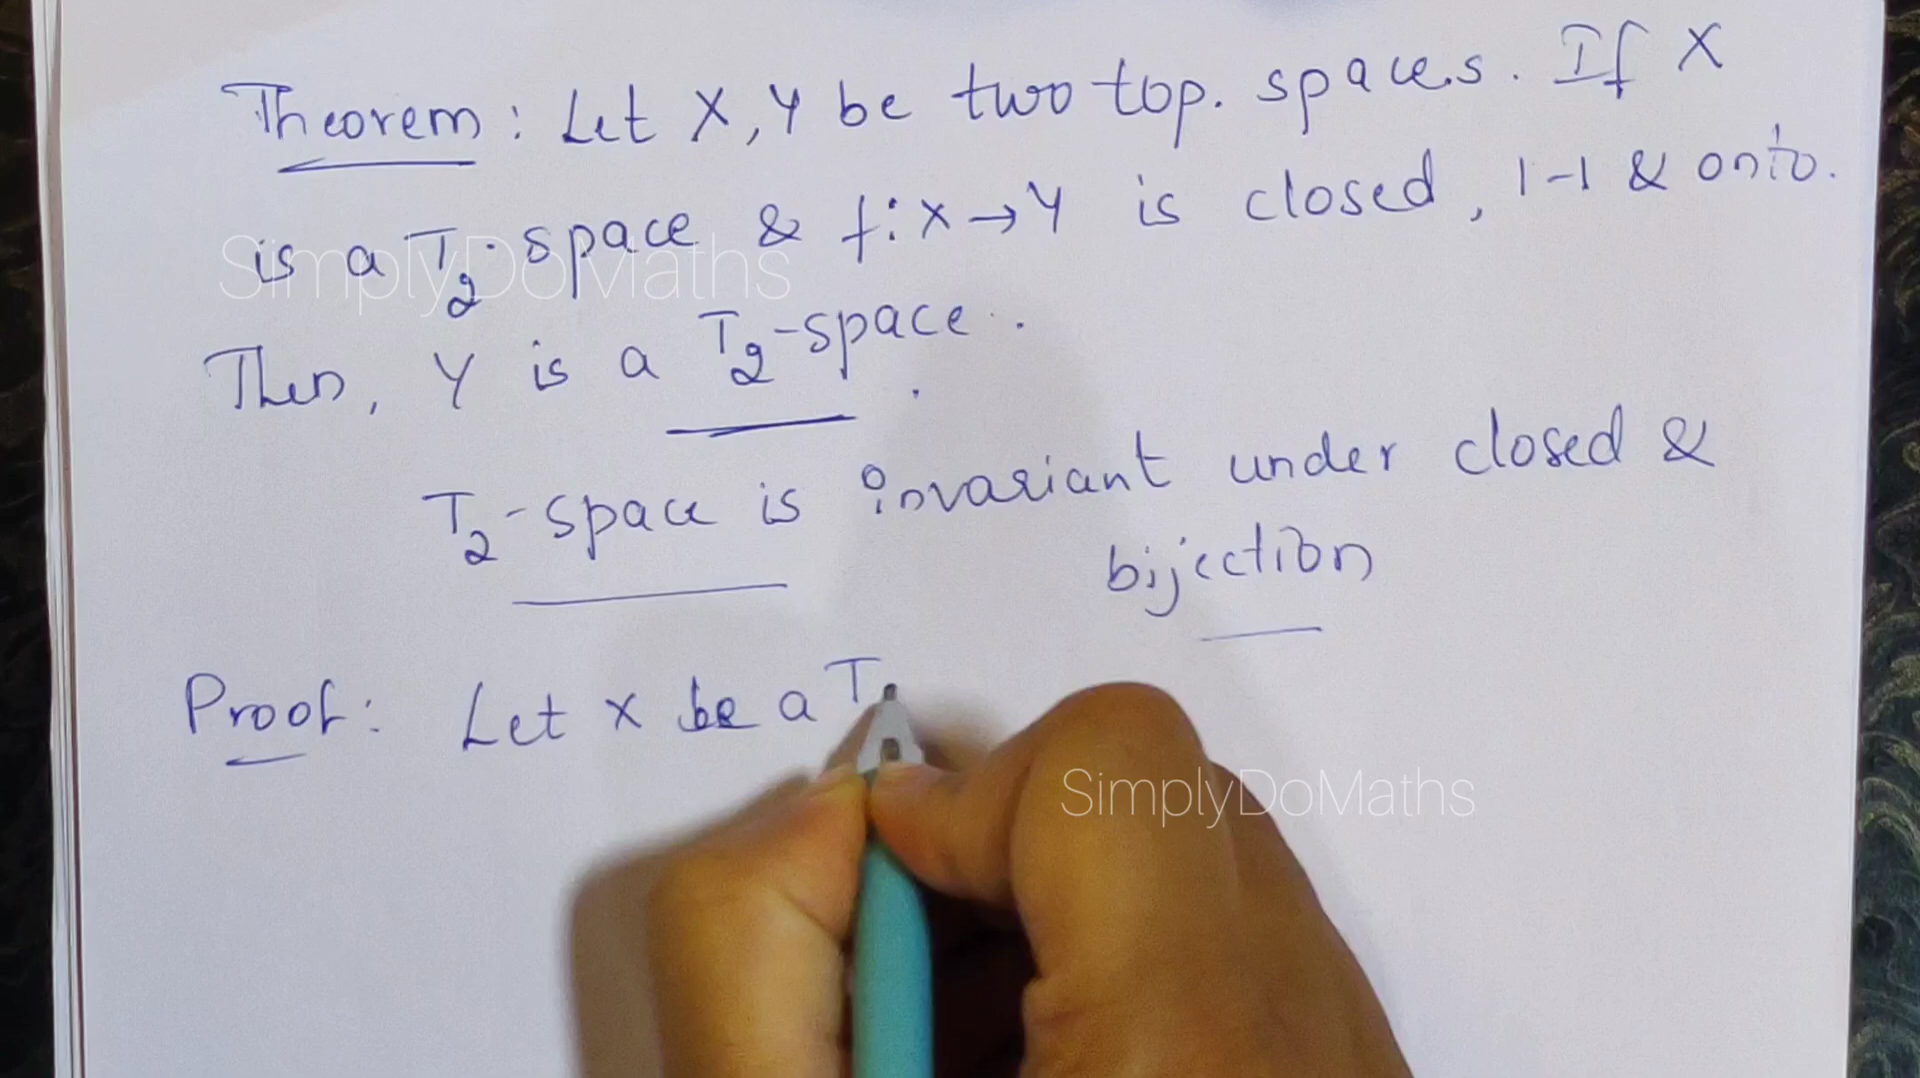 Theorem: Let X, Y be two top. spaces. If X
is a T2-space & f: X → Y is closed, 1-1 & onto.
Then, Y is a T2-space.
T2-space is invariant under closed &
bijection
Proof: Let X be a T
SimplyDoMaths
SimplyDoMaths